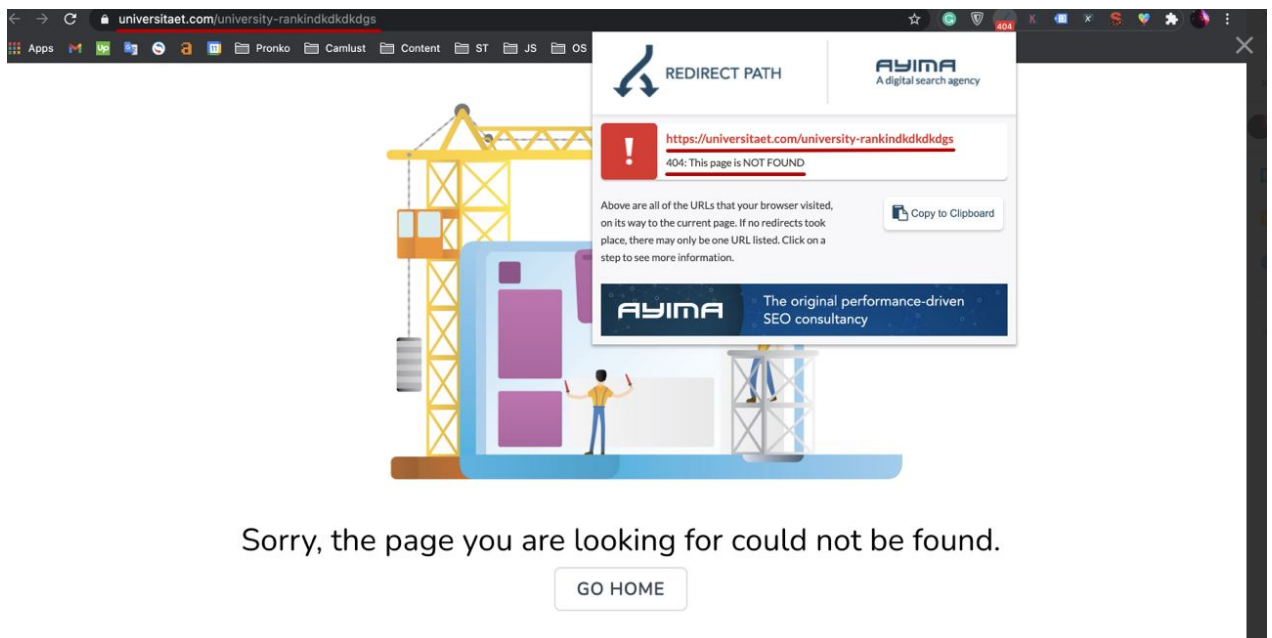 universitaet.com/university-rankindkdkdkdgs
404
Apps Pronko Camlust Content ST JS OS
REDIRECT PATH
AYIMA
A digital search agency
https://universitaet.com/university-rankindkdkdkdgs
404: This page is NOT FOUND
Above are all of the URLs that your browser visited,
on its way to the current page. If no redirects took
place, there may only be one URL listed. Click on a
step to see more information.
Copy to Clipboard
AYIMA
The original performance-driven
SEO consultancy
Sorry, the page you are looking for could not be found.
GO HOME